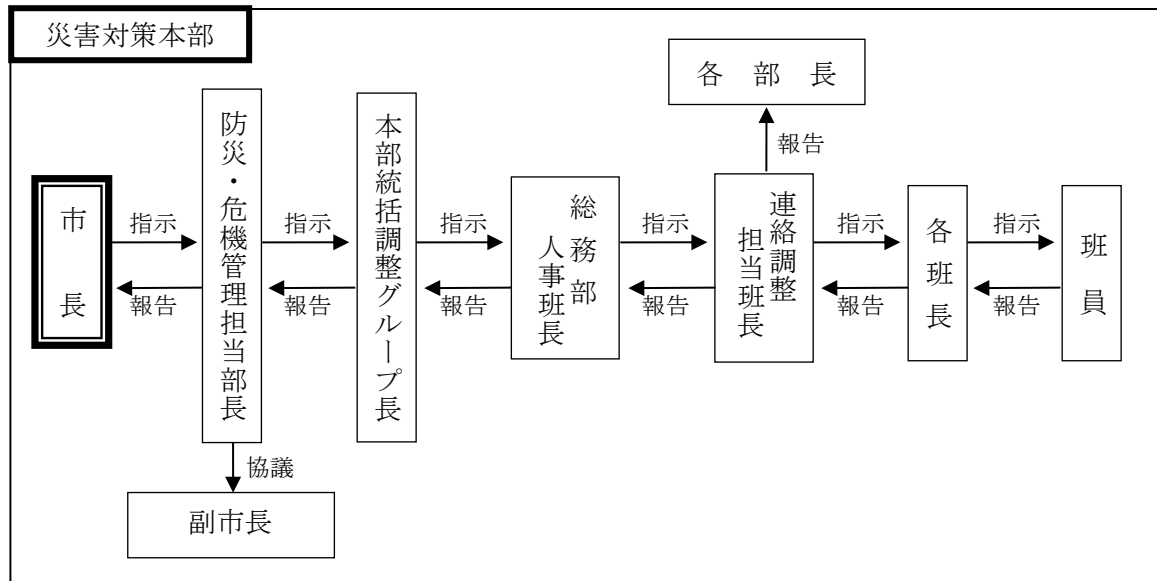 災害対策本部
各部長
報告
市長
指示
報告
防災・危機管理担当部長
指示
報告
本部統括調整グループ長
指示
報告
総務部
人事班長
指示
報告
連絡調整
担当班長
指示
報告
各班長
指示
報告
班員
協議
副市長